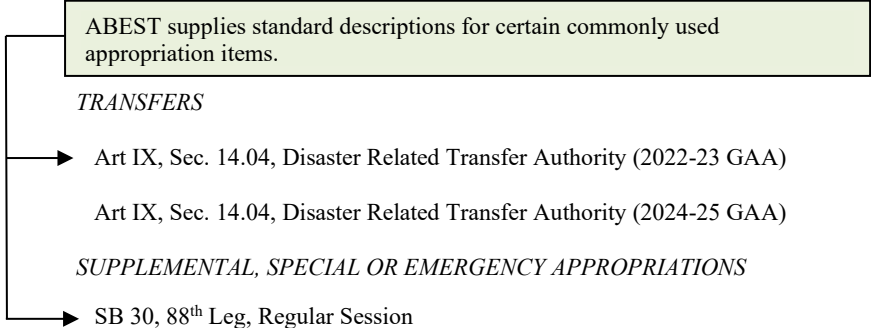 ABEST supplies standard descriptions for certain commonly used
appropriation items.
TRANSFERS
Art IX, Sec. 14.04, Disaster Related Transfer Authority (2022-23 GAA)
Art IX, Sec. 14.04, Disaster Related Transfer Authority (2024-25 GAA)
SUPPLEMENTAL, SPECIAL OR EMERGENCY APPROPRIATIONS
SB 30, 88th Leg, Regular Session